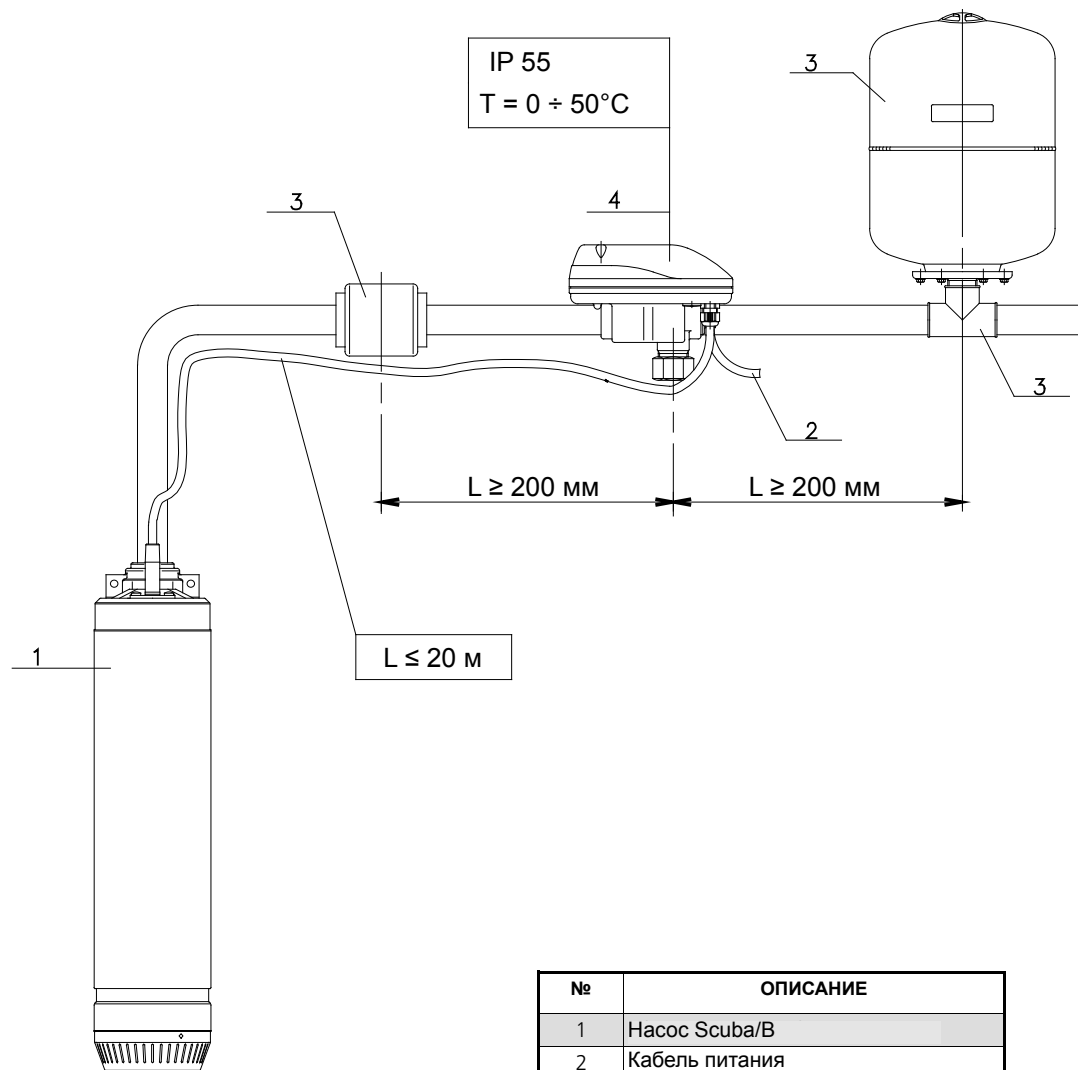 IP 55
T = 0 ÷ 50°C
3
4
3
3
2
L ≥ 200 мм
L ≥ 200 мм
L ≤ 20 м
1
№ ОПИСАНИЕ
1 Насос Scuba/B
2 Кабель питания